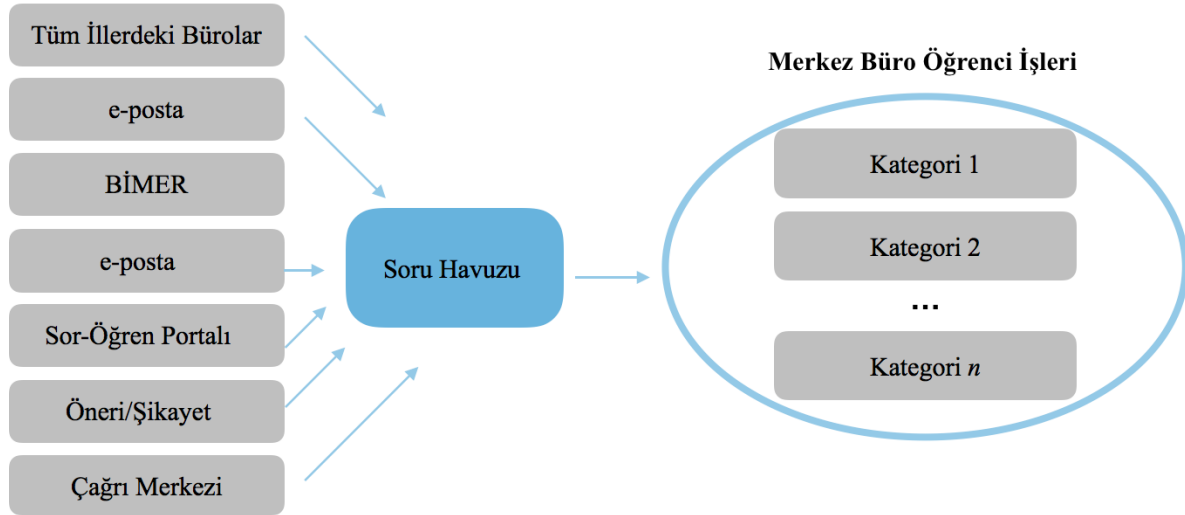 Tüm İllerdeki Bürolar
e-posta
BİMER
e-posta
Sor-Öğren Portalı
Öneri/Şikayet
Çağrı Merkezi
Soru Havuzu
Merkez Büro Öğrenci İşleri
Kategori 1
Kategori 2
...
Kategori n